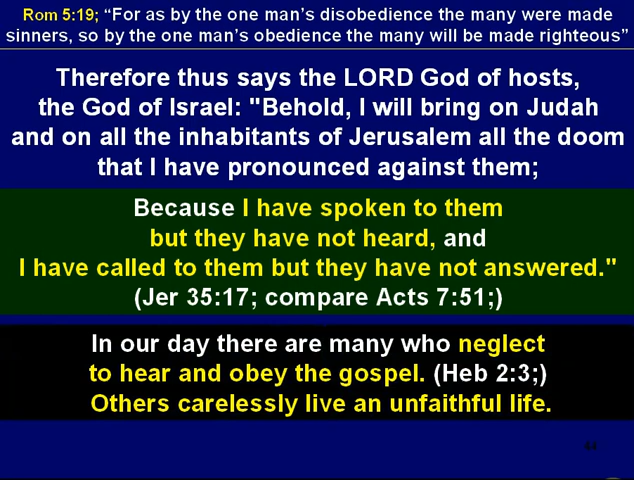 Rom 5:19; “For as by the one man’s disobedience the many were made
sinners, so by the one man’s obedience the many will be made righteous”
Therefore thus says the LORD God of hosts,
the God of Israel: "Behold, I will bring on Judah
and on all the inhabitants of Jerusalem all the doom
that I have pronounced against them;
Because I have spoken to them
but they have not heard, and
I have called to them but they have not answered."
(Jer 35:17; compare Acts 7:51;)
In our day there are many who neglect
to hear and obey the gospel. (Heb 2:3;)
Others carelessly live an unfaithful life.
44